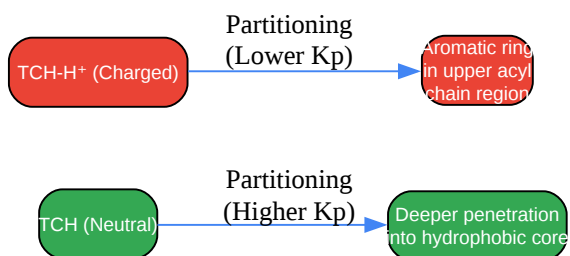 Partitioning
(Lower Kp)
TCH-H⁺ (Charged)
Aromatic ring
in upper acyl
chain region
Partitioning
(Higher Kp)
TCH (Neutral)
Deeper penetration
into hydrophobic core